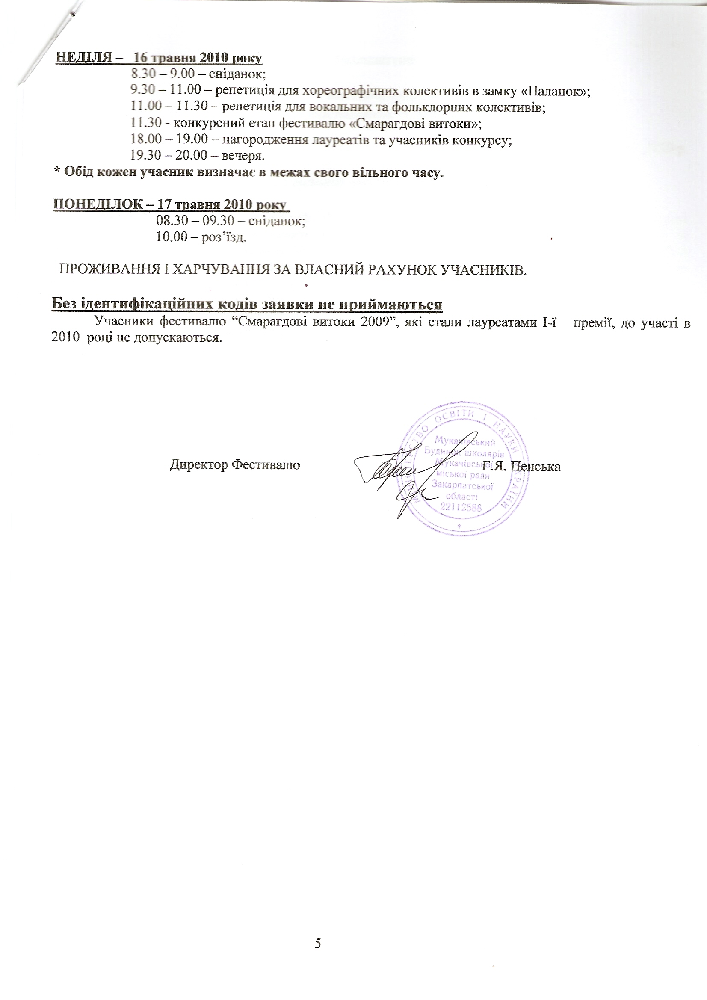 НЕДІЛЯ – 16 травня 2010 року
8.30 – 9.00 – сніданок;
9.30 – 11.00 – репетиція для хореографічних колективів в замку «Паланок»;
11.00 – 11.30 – репетиція для вокальних та фольклорних колективів;
11.30 - конкурсний етап фестивалю «Смарагдові витоки»;
18.00 – 19.00 – нагородження лауреатів та учасників конкурсу;
19.30 – 20.00 – вечеря.
* Обід кожен учасник визначає в межах свого вільного часу.
ПОНЕДІЛОК – 17 травня 2010 року
08.30 – 09.30 – сніданок;
10.00 – роз’їзд.
ПРОЖИВАННЯ І ХАРЧУВАННЯ ЗА ВЛАСНИЙ РАХУНОК УЧАСНИКІВ.
Без ідентифікаційних кодів заявки не приймаються
Учасники фестивалю “Смарагдові витоки 2009”, які стали лауреатами І-ї премії, до участі в
2010 році не допускаються.
Директор Фестивалю Г.Я. Пенська
МІНІСТЕРСТВО ОСВІТИ І НАУКИ УКРАЇНИ
Мукачівський
Будинок школярів
Мукачівської
міської ради
Закарпатської
області
22112588
*
5